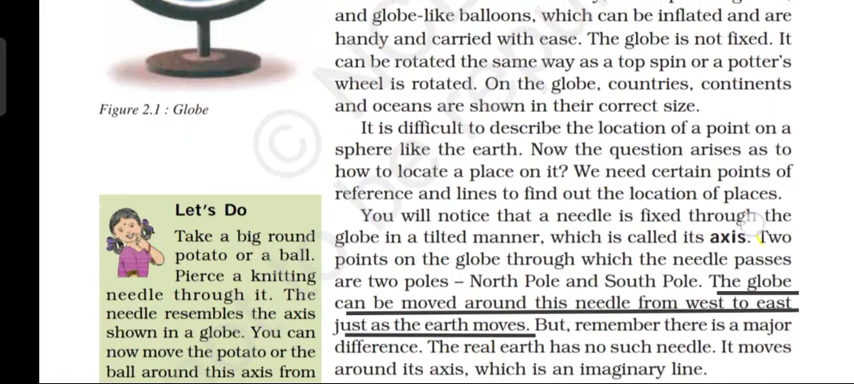 and globe-like balloons, which can be inflated and are
handy and carried with ease. The globe is not fixed. It
can be rotated the same way as a top spin or a potter's
wheel is rotated. On the globe, countries, continents
and oceans are shown in their correct size.
Figure 2.1 : Globe
It is difficult to describe the location of a point on a
sphere like the earth. Now the question arises as to
how to locate a place on it? We need certain points of
reference and lines to find out the location of places.
You will notice that a needle is fixed through the
globe in a tilted manner, which is called its axis. Two
points on the globe through which the needle passes
are two poles – North Pole and South Pole. The globe
can be moved around this needle from west to east
just as the earth moves. But, remember there is a major
difference. The real earth has no such needle. It moves
around its axis, which is an imaginary line.
Let's Do
Take a big round
potato or a ball.
Pierce a knitting
needle through it. The
needle resembles the axis
shown in a globe. You can
now move the potato or the
ball around this axis from
© NC
be repu